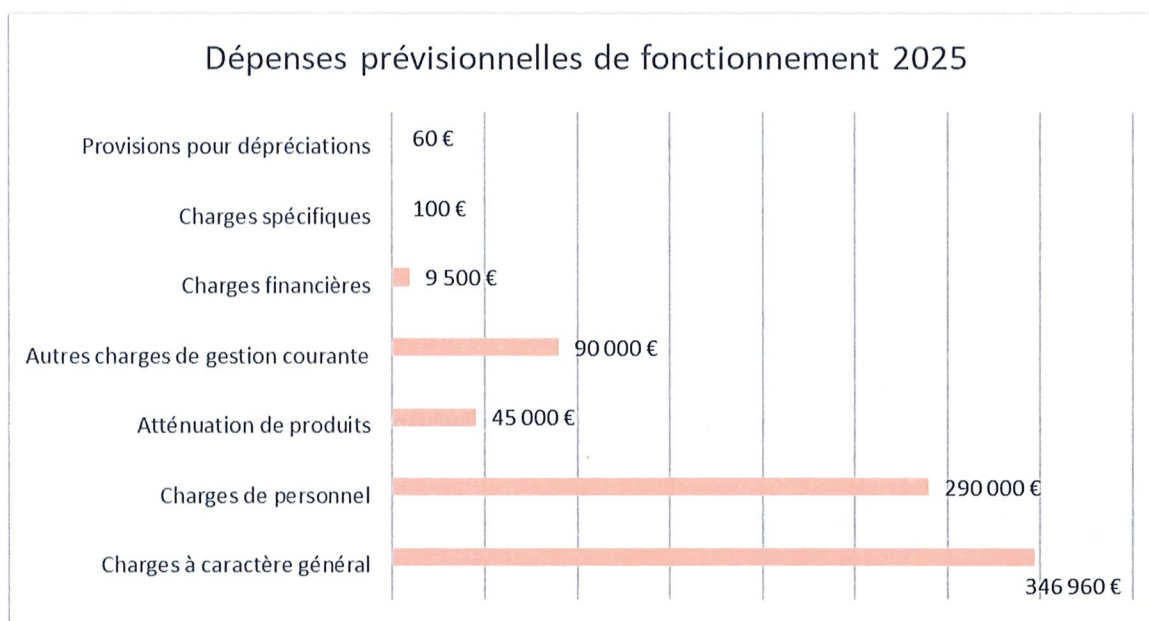 Dépenses prévisionnelles de fonctionnement 2025
Provisions pour dépréciations 60 €
Charges spécifiques 100 €
Charges financières 9 500 €
Autres charges de gestion courante 90 000 €
Atténuation de produits 45 000 €
Charges de personnel 290 000 €
Charges à caractère général 346 960 €